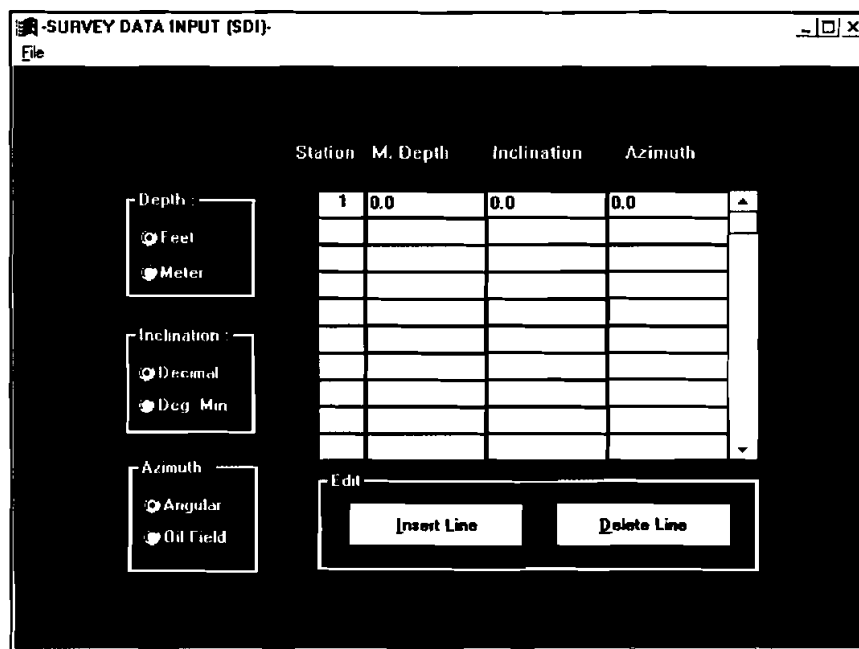 -SURVEY DATA INPUT (SDI)-
File
Station M. Depth Inclination Azimuth
1 0.0 0.0 0.0
Depth :
Feet
Meter
Inclination :
Decimal
Deg. Min
Azimuth
Angular
Oil Field
Edit
Insert Line Delete Line